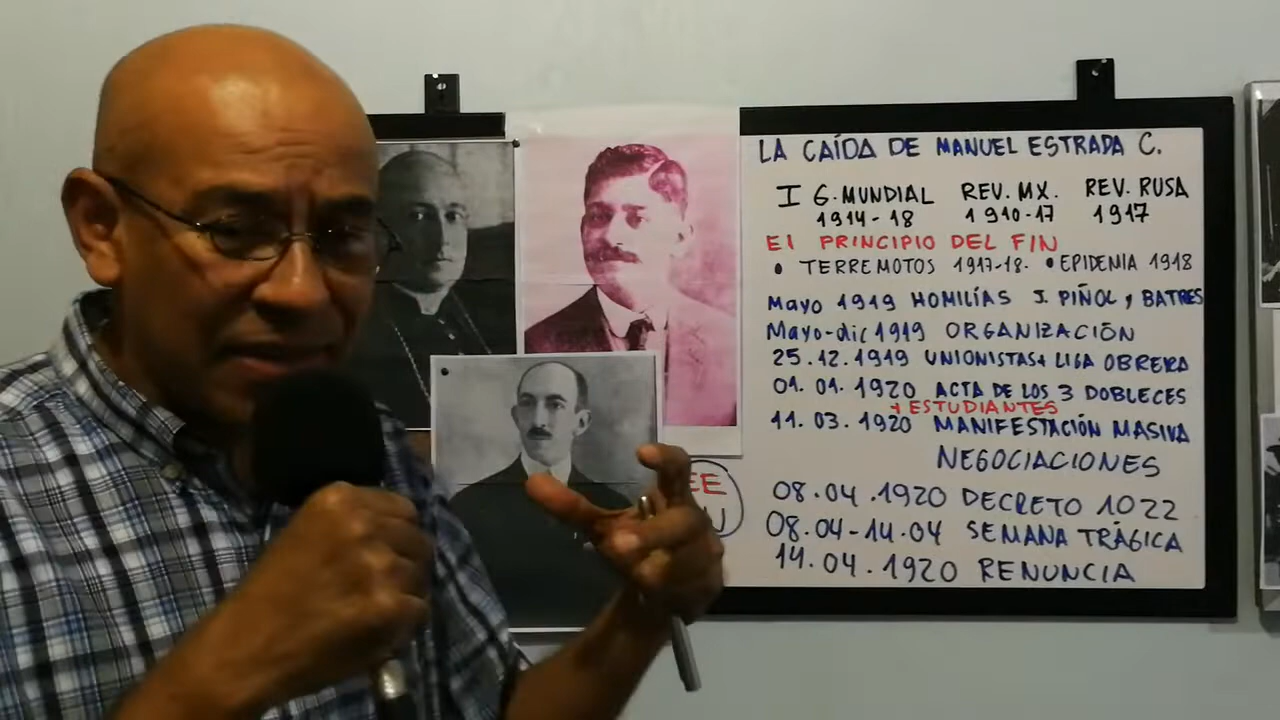 LA CAÍDA DE MANUEL ESTRADA C.
I G. MUNDIAL REV. MX. REV. RUSA
1914-18 1910-17 1917
El PRINCIPIO DEL FIN
• TERREMOTOS 1917-18. • EPIDEMIA 1918
Mayo 1919 HOMILÍAS J. PIÑOL y BATRES
Mayo-dic 1919 ORGANIZACIÓN
25.12.1919 UNIONISTAS+ LIGA OBRERA
01.01.1920 ACTA DE LOS 3 DOBLECES
+ ESTUDIANTES
11.03.1920 MANIFESTACIÓN MASIVA
NEGOCIACIONES
EE
U
08.04.1920 DECRETO 1022
08.04-14.04 SEMANA TRÁGICA
14.04.1920 RENUNCIA